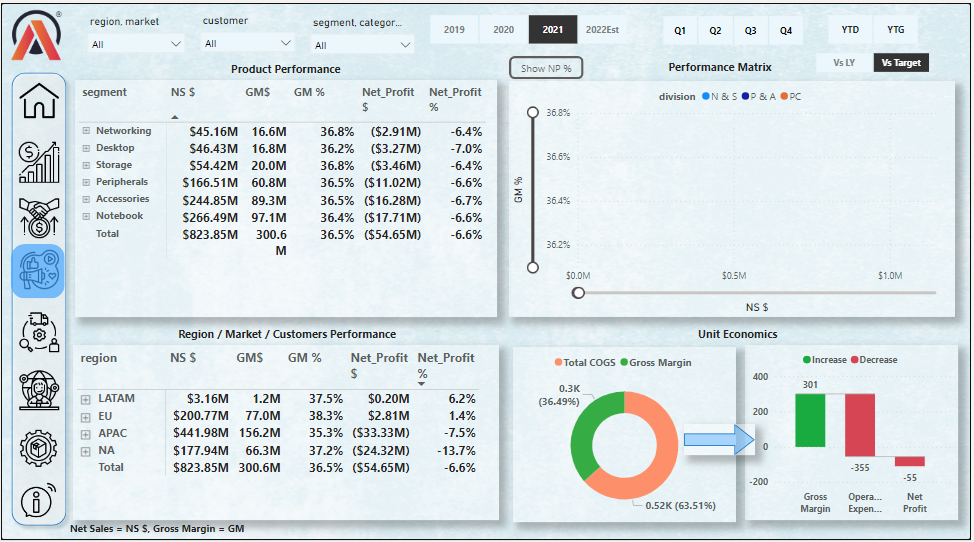 ®
region, market
customer
segment, categor...
All
All
All
2019
2020
2021
2022Est
Q1
Q2
Q3
Q4
YTD
YTG
Product Performance
Show NP %
Performance Matrix
Vs LY
Vs Target
segment NS $ GM$ GM % Net_Profit $ Net_Profit %
Networking $45.16M 16.6M 36.8% ($2.91M) -6.4%
Desktop $46.43M 16.8M 36.2% ($3.27M) -7.0%
Storage $54.42M 20.0M 36.8% ($3.46M) -6.4%
Peripherals $166.51M 60.8M 36.5% ($11.02M) -6.6%
Accessories $244.85M 89.3M 36.5% ($16.28M) -6.7%
Notebook $266.49M 97.1M 36.4% ($17.71M) -6.6%
Total $823.85M 300.6 M 36.5% ($54.65M) -6.6%
division N & S P & A PC
36.8%
36.6%
36.4%
36.2%
GM %
$0.0M
$0.5M
$1.0M
NS $
Region / Market / Customers Performance
region NS $ GM$ GM % Net_Profit $ Net_Profit %
LATAM $3.16M 1.2M 37.5% $0.20M 6.2%
EU $200.77M 77.0M 38.3% $2.81M 1.4%
APAC $441.98M 156.2M 35.3% ($33.33M) -7.5%
NA $177.94M 66.3M 37.2% ($24.32M) -13.7%
Total $823.85M 300.6M 36.5% ($54.65M) -6.6%
Unit Economics
Total COGS Gross Margin
0.3K
(36.49%)
0.52K (63.51%)
Increase Decrease
400
200
0
-200
301
-355
-55
Gross
Margin
Opera...
Expen...
Net
Profit
Net Sales = NS $, Gross Margin = GM